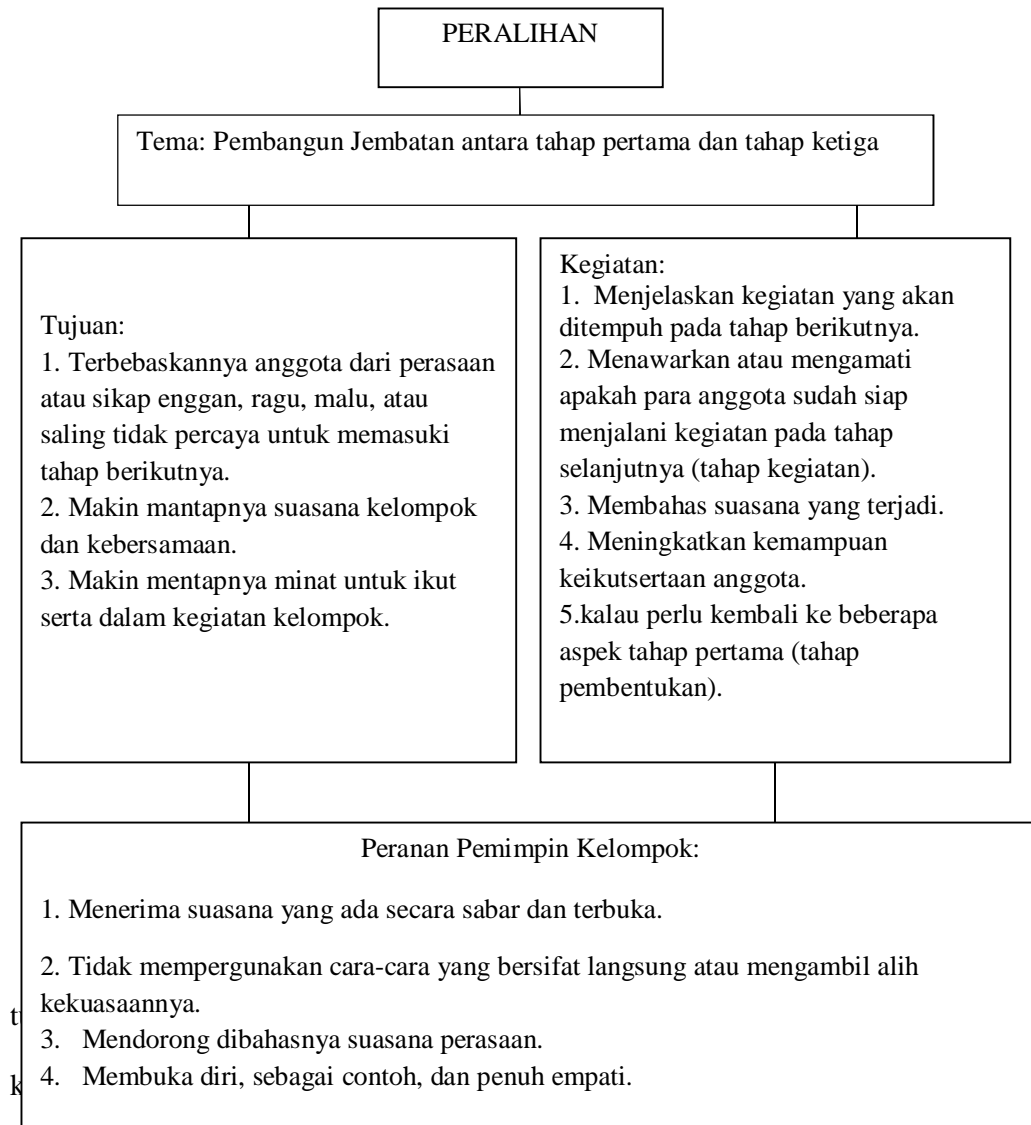 PERALIHAN
Tema: Pembangun Jembatan antara tahap pertama dan tahap ketiga
Tujuan:
1. Terbebaskannya anggota dari perasaan
atau sikap enggan, ragu, malu, atau
saling tidak percaya untuk memasuki
tahap berikutnya.
2. Makin mantapnya suasana kelompok
dan kebersamaan.
3. Makin mentapnya minat untuk ikut
serta dalam kegiatan kelompok.
Kegiatan:
1. Menjelaskan kegiatan yang akan
ditempuh pada tahap berikutnya.
2. Menawarkan atau mengamati
apakah para anggota sudah siap
menjalani kegiatan pada tahap
selanjutnya (tahap kegiatan).
3. Membahas suasana yang terjadi.
4. Meningkatkan kemampuan
keikutsertaan anggota.
5.kalau perlu kembali ke beberapa
aspek tahap pertama (tahap
pembentukan).
Peranan Pemimpin Kelompok:
1. Menerima suasana yang ada secara sabar dan terbuka.
2. Tidak mempergunakan cara-cara yang bersifat langsung atau mengambil alih
kekuasaannya.
3. Mendorong dibahasnya suasana perasaan.
4. Membuka diri, sebagai contoh, dan penuh empati.